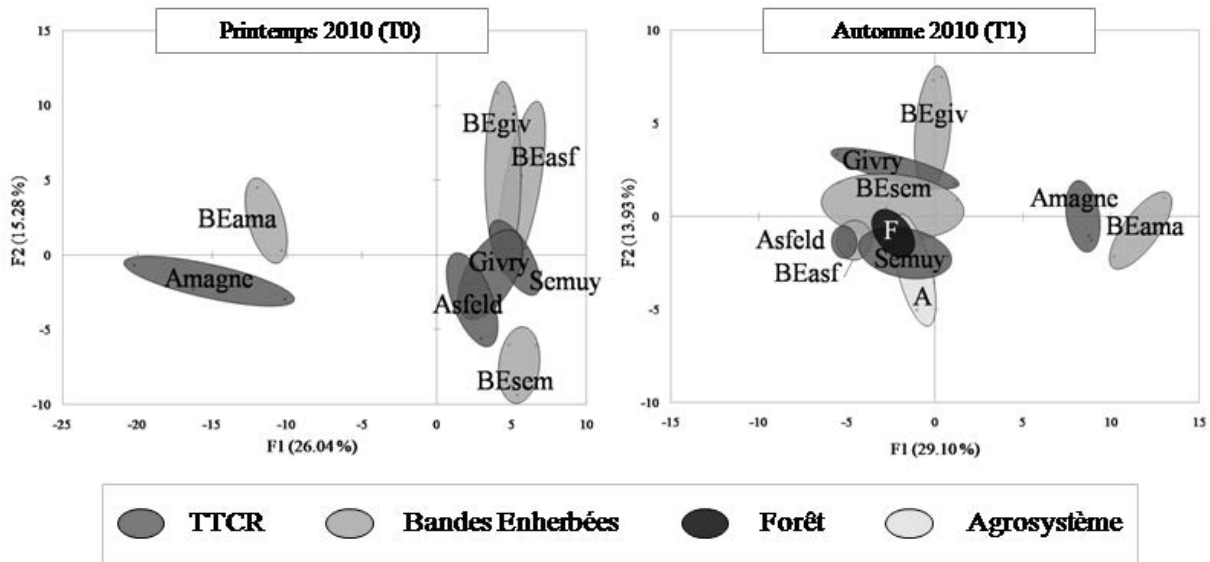 Printemps 2010 (T0)
15
10
5
0
-5
-10
F2 (15.28 %)
-25
-20
-15
-10
-5
0
5
10
F1 (26.04 %)
BEgiv
BEasf
BEama
Amagne
Givry
Semuy
Asfeld
BEsem
Automne 2010 (T1)
10
5
0
-5
-10
F2 (13.93 %)
-15
-10
-5
0
5
10
15
F1 (29.10 %)
BEgiv
Givry
BEsem
Amagne
BEama
Asfeld
F
BEasf
Semuy
A
TTCR
Bandes Enherbées
Forêt
Agrosystème